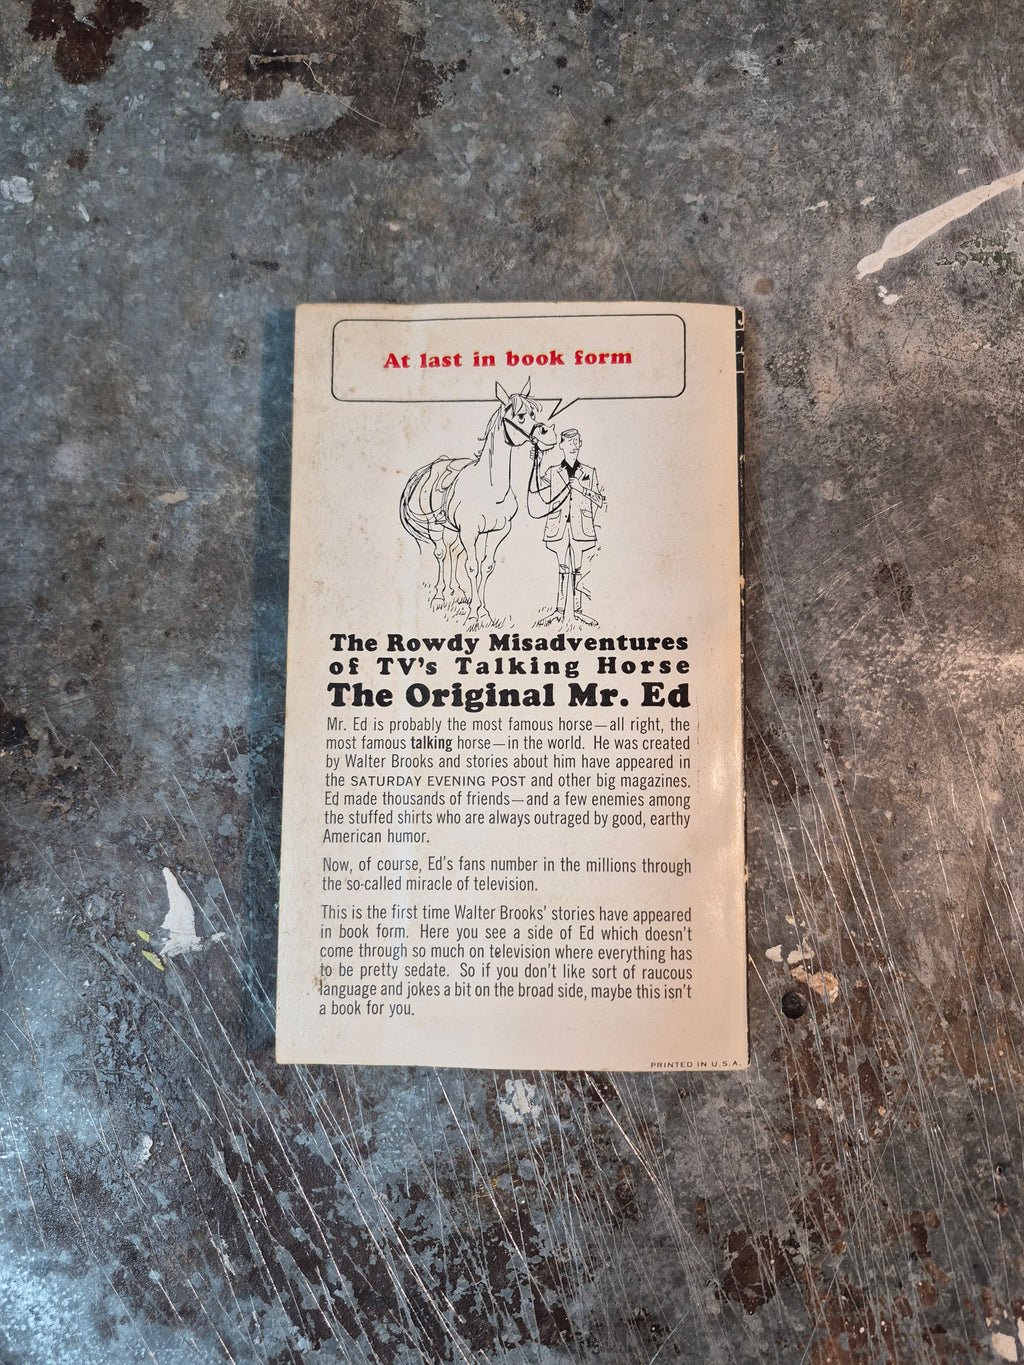 At last in book form
The Rowdy Misadventures
of TV's Talking Horse
The Original Mr. Ed
Mr. Ed is probably the most famous horse—all right, the
most famous talking horse—in the world. He was created
by Walter Brooks and stories about him have appeared in
the SATURDAY EVENING POST and other big magazines.
Ed made thousands of friends—and a few enemies among
the stuffed shirts who are always outraged by good, earthy
American humor.
Now, of course, Ed's fans number in the millions through
the so-called miracle of television.
This is the first time Walter Brooks' stories have appeared
in book form. Here you see a side of Ed which doesn't
come through so much on television where everything has
to be pretty sedate. So if you don't like sort of raucous
language and jokes a bit on the broad side, maybe this isn't
a book for you.
PRINTED IN U.S.A.